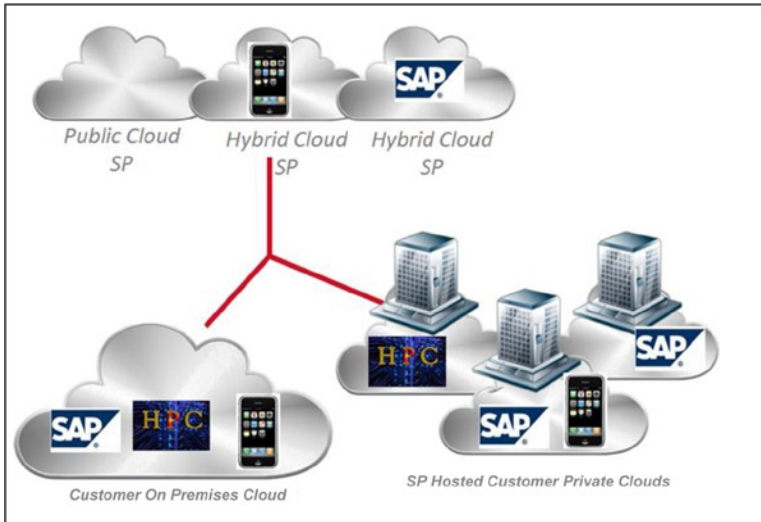 SAP
Public Cloud
SP
Hybrid Cloud
SP
Hybrid Cloud
SP
HPC
SAP
SAP
HPC
SAP
Customer On Premises Cloud
SP Hosted Customer Private Clouds